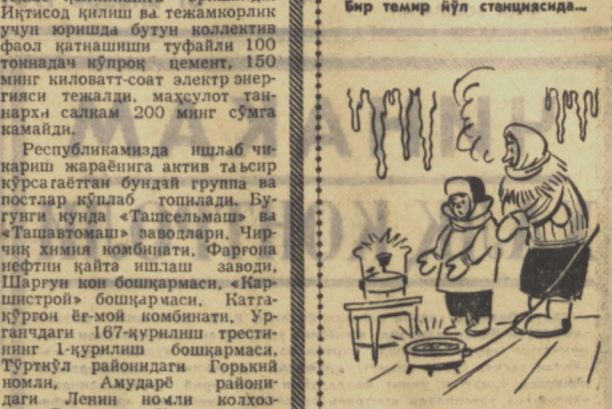 Иқтисод қилиш ва тежамкорлик
учун юришда бутун коллектив
фаол қатнашиши туфайли 100
тоннадан кўпроқ цемент, 150
минг киловатт-соат электр энер-
гияси тежалди, маҳсулот тан-
нархи салкам 200 минг сўмга
камайди.
Республикамизда ишлаб чи-
қариш жараёнига актив таъсир
кўрсатаётган бундай группа ва
постлар кўплаб топилади. Бу-
гунги кунда «Ташсельмаш» ва
«Ташавтомаш» заводлари, Чир-
чиқ химия комбинати, Фарғона
нефтни қайта ишлаш заводи,
Шарғун кон бошқармаси, «Қар-
шистрой» бошқармаси, Катта-
қўрғон ёғ-мой комбинати, Ур-
ганчдаги 167-қурилиш трести-
нинг 1-қурилиш бошқармаси,
Тўрткўл районидаги Горький
номли, Амударё райони-
даги Ленин номли колхоз-
Бир темир йўл станциясида...